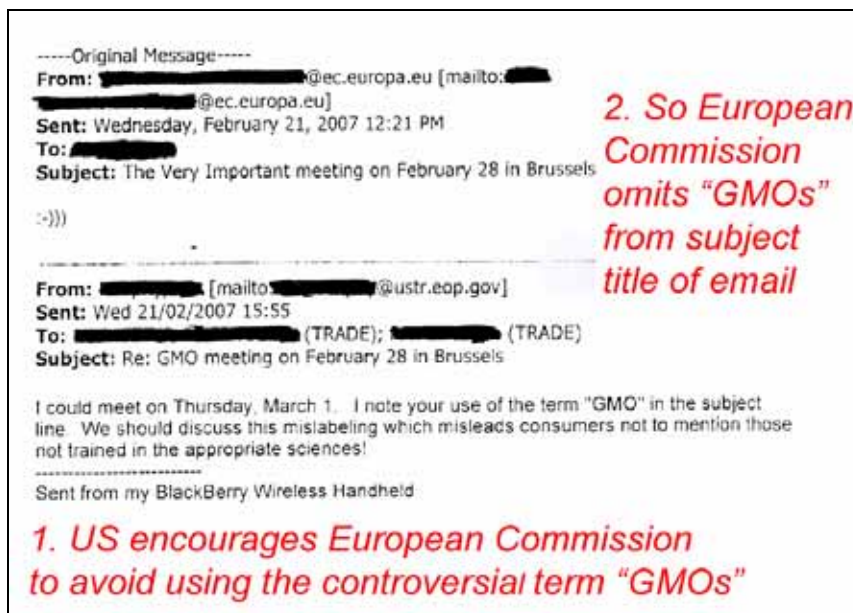 -----Original Message-----
From: @ec.europa.eu [mailto:
@ec.europa.eu]
Sent: Wednesday, February 21, 2007 12:21 PM
To:
Subject: The Very Important meeting on February 28 in Brussels
:-)))
2. So European
Commission
omits “GMOs”
from subject
title of email
From: [mailto: @ustr.eop.gov]
Sent: Wed 21/02/2007 15:55
To: (TRADE); (TRADE)
Subject: Re: GMO meeting on February 28 in Brussels
I could meet on Thursday, March 1. I note your use of the term "GMO" in the subject
line. We should discuss this mislabeling which misleads consumers not to mention those
not trained in the appropriate sciences!
--------------------------
Sent from my BlackBerry Wireless Handheld
1. US encourages European Commission
to avoid using the controversial term “GMOs”